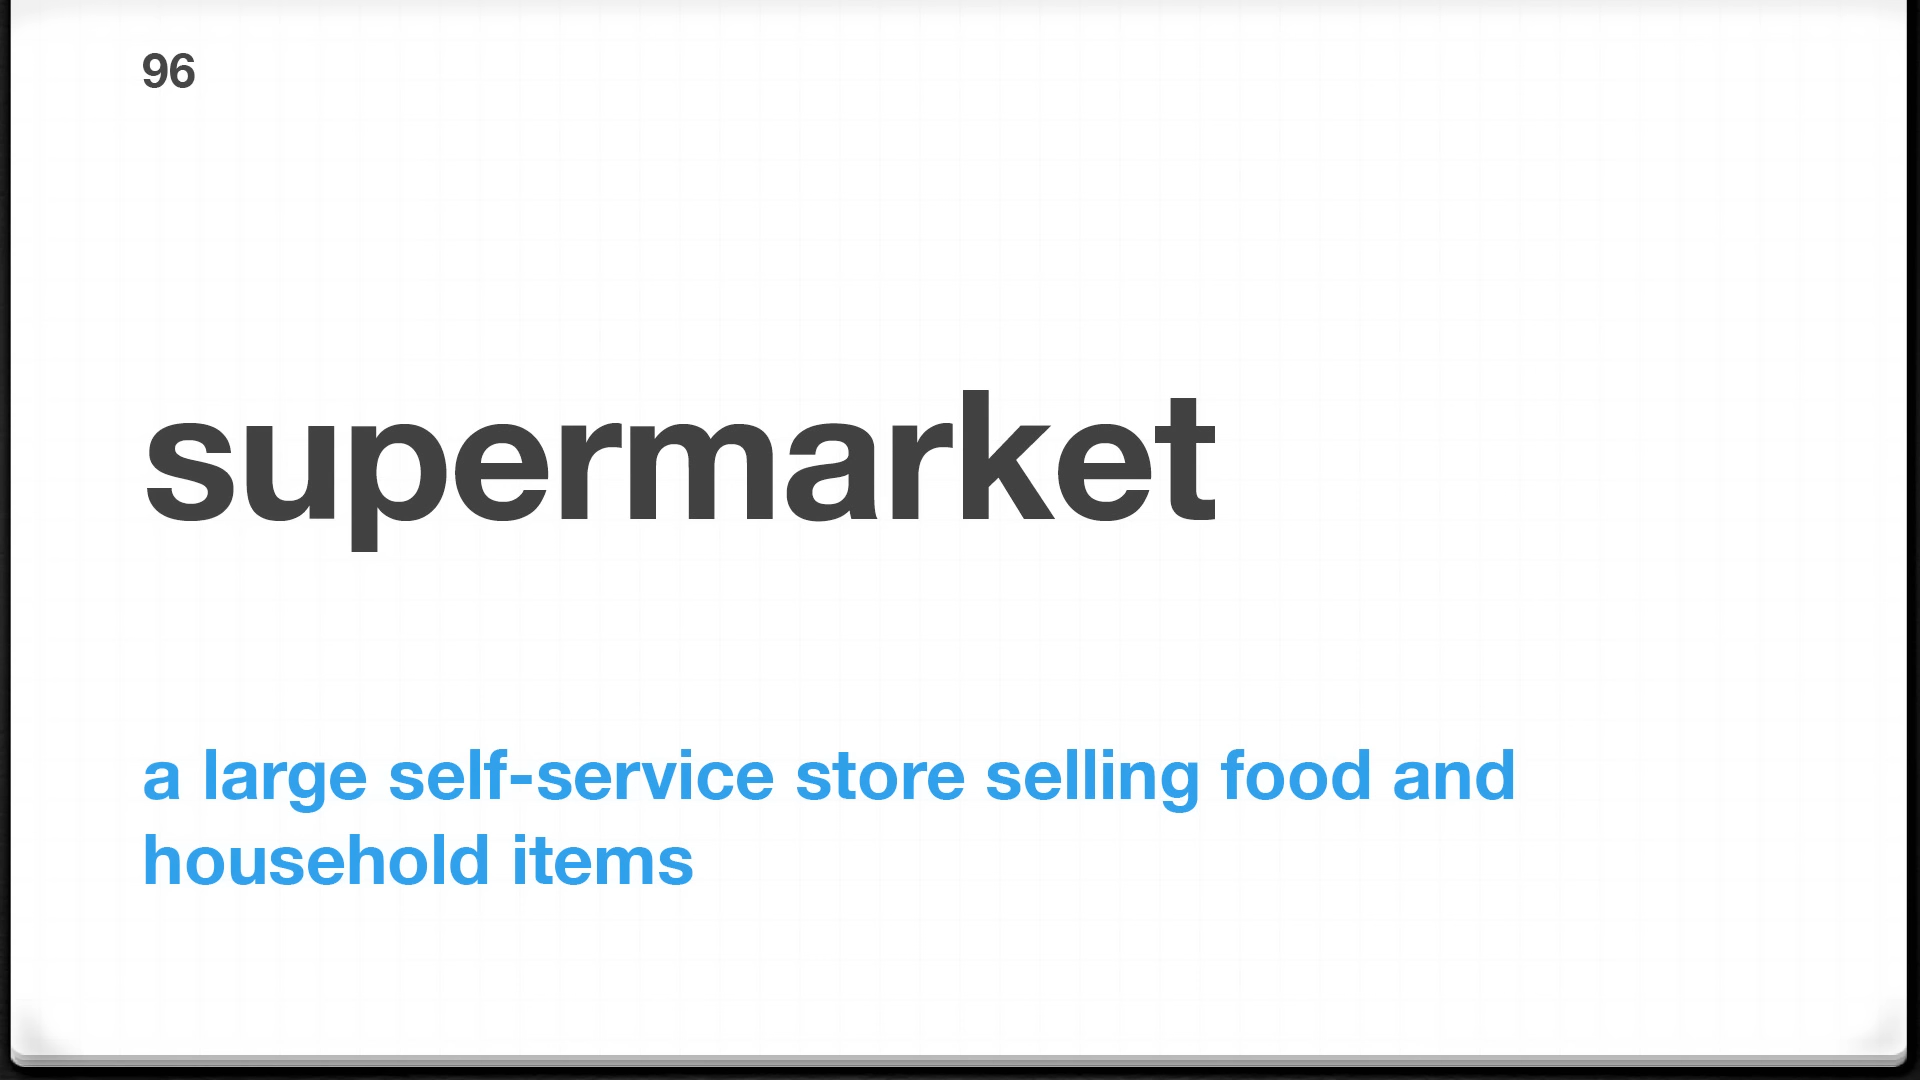 96
supermarket
a large self-service store selling food and
household items